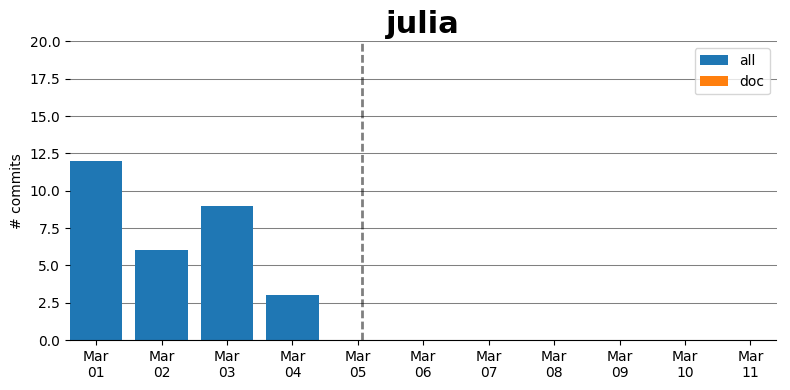 julia
# commits
20.0
17.5
15.0
12.5
10.0
7.5
5.0
2.5
0.0
all
doc
Mar 01
Mar 02
Mar 03
Mar 04
Mar 05
Mar 06
Mar 07
Mar 08
Mar 09
Mar 10
Mar 11